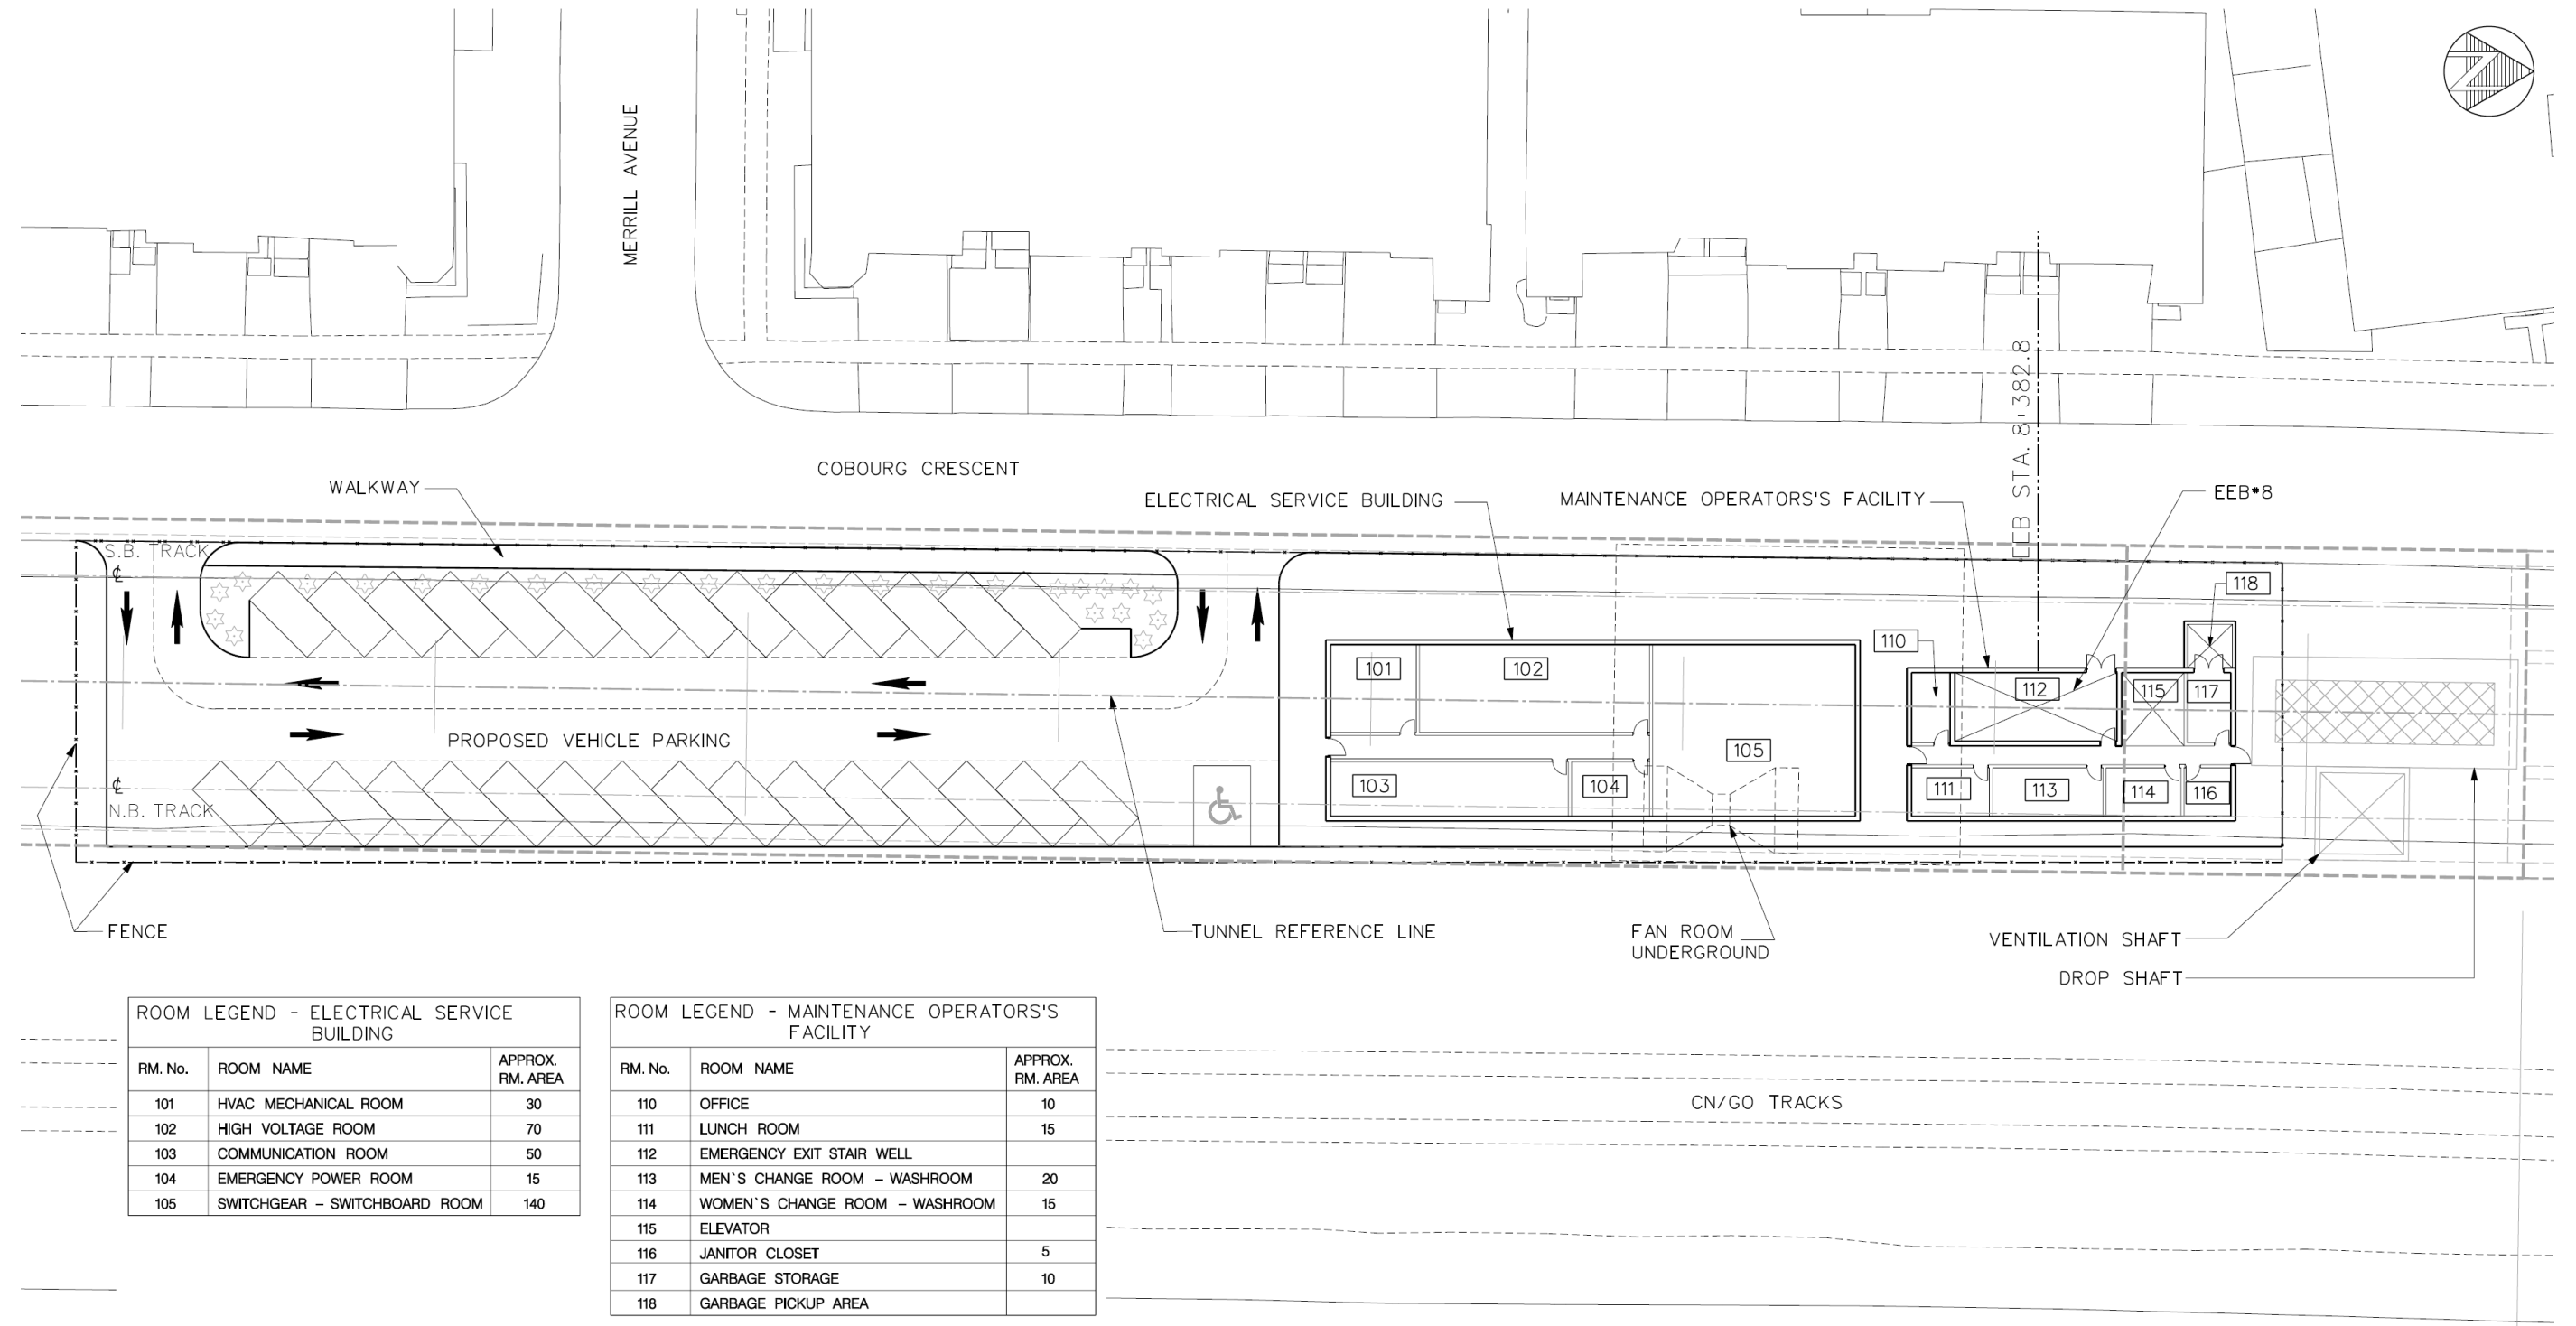 MERRILL AVENUE
COBOURG CRESCENT
WALKWAY
ELECTRICAL SERVICE BUILDING
MAINTENANCE OPERATORS'S FACILITY
EEB#8
EEB STA. 8+382.8
S.B. TRACK
℄
118
110
101
102
112
115
117
PROPOSED VEHICLE PARKING
105
℄
N.B. TRACK
103
104
111
113
114
116
FENCE
TUNNEL REFERENCE LINE
FAN ROOM
UNDERGROUND
VENTILATION SHAFT
DROP SHAFT
ROOM LEGEND - ELECTRICAL SERVICE
BUILDING
RM. No. ROOM NAME APPROX.
RM. AREA
101 HVAC MECHANICAL ROOM 30
102 HIGH VOLTAGE ROOM 70
103 COMMUNICATION ROOM 50
104 EMERGENCY POWER ROOM 15
105 SWITCHGEAR - SWITCHBOARD ROOM 140
ROOM LEGEND - MAINTENANCE OPERATORS'S
FACILITY
RM. No. ROOM NAME APPROX.
RM. AREA
110 OFFICE 10
111 LUNCH ROOM 15
112 EMERGENCY EXIT STAIR WELL
113 MEN`S CHANGE ROOM - WASHROOM 20
114 WOMEN`S CHANGE ROOM - WASHROOM 15
115 ELEVATOR
116 JANITOR CLOSET 5
117 GARBAGE STORAGE 10
118 GARBAGE PICKUP AREA
CN/GO TRACKS